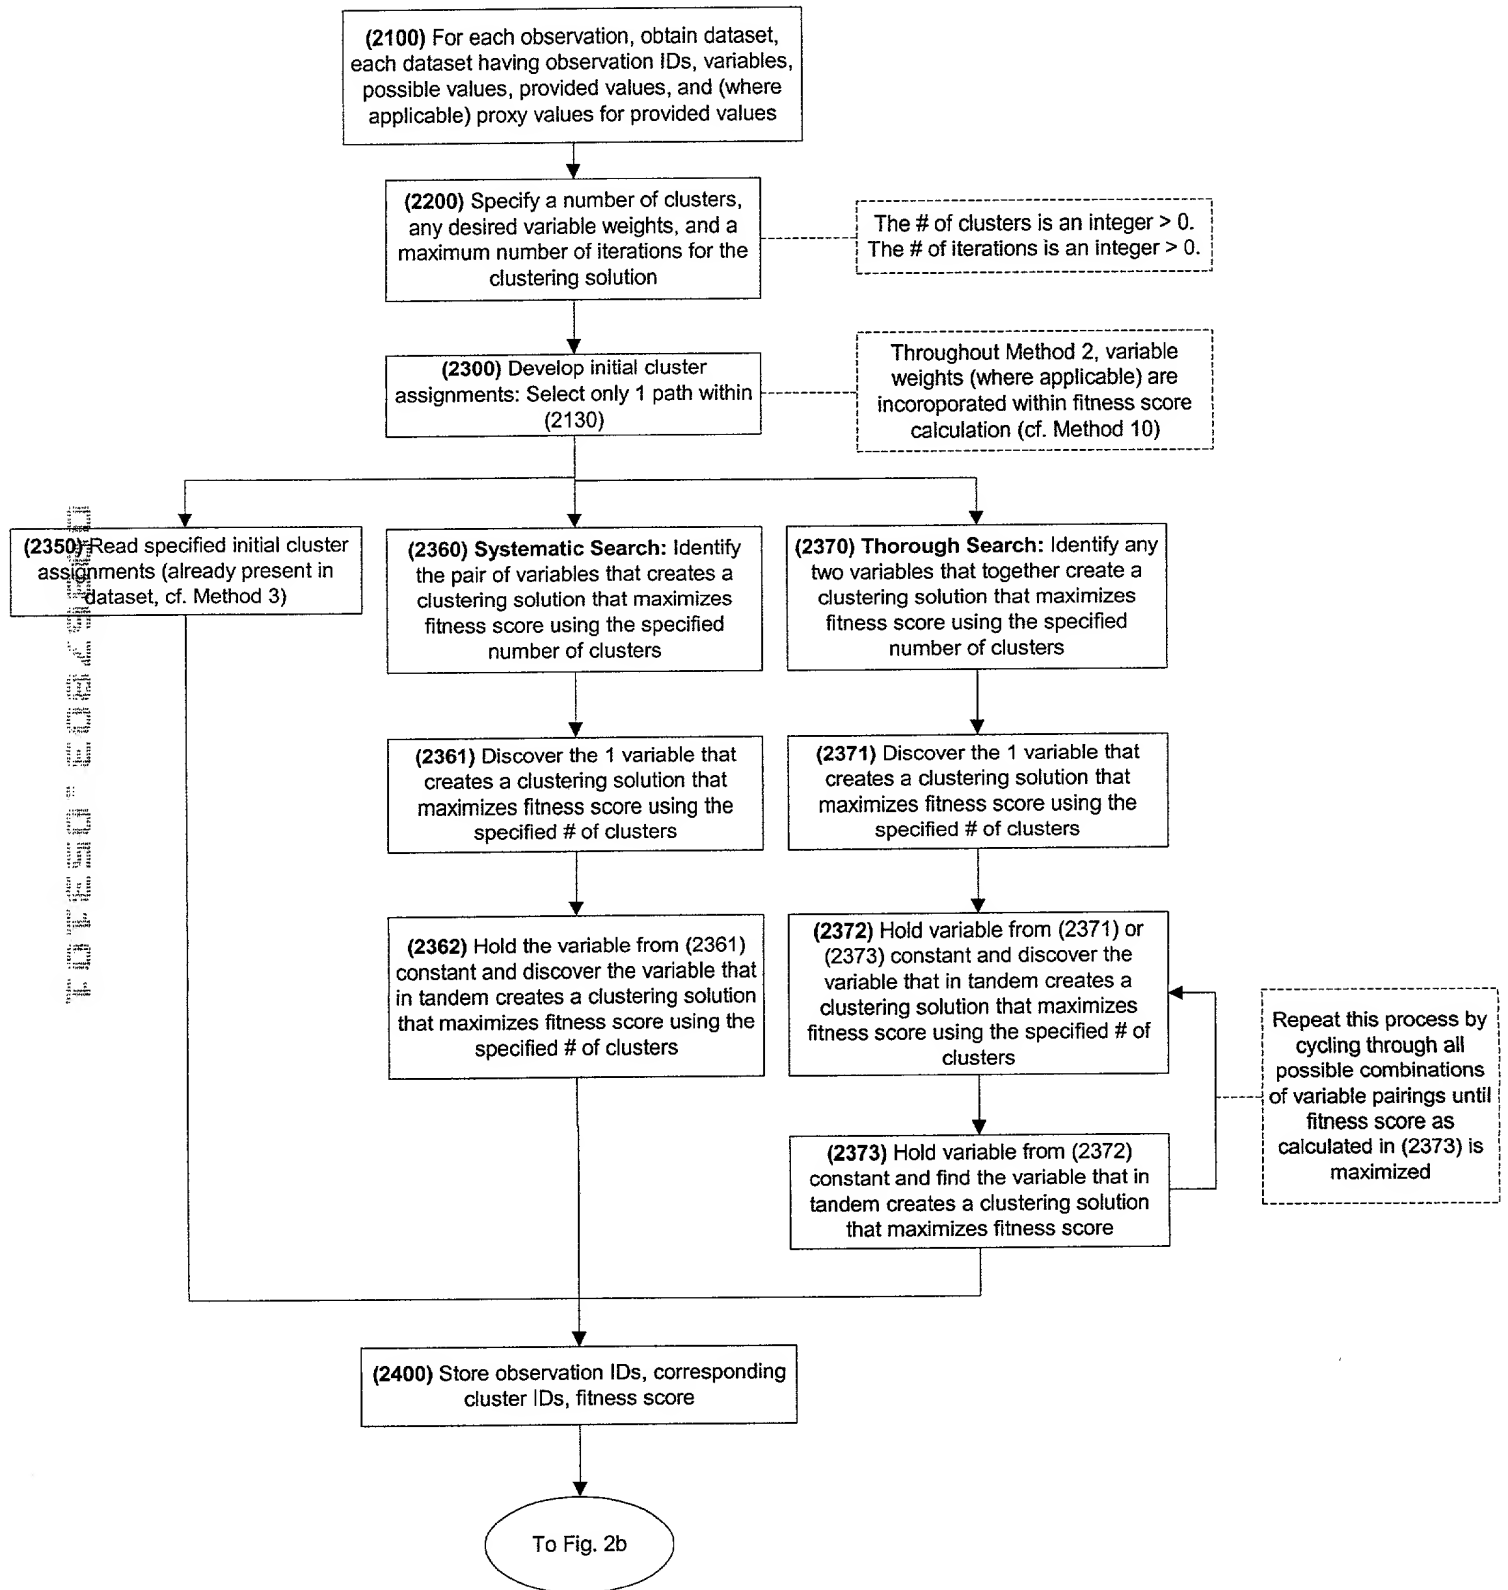 (2100) For each observation, obtain dataset,
each dataset having observation IDs, variables,
possible values, provided values, and (where
applicable) proxy values for provided values
(2200) Specify a number of clusters,
any desired variable weights, and a
maximum number of iterations for the
clustering solution
The # of clusters is an integer > 0.
The # of iterations is an integer > 0.
(2300) Develop initial cluster
assignments: Select only 1 path within
(2130)
Throughout Method 2, variable
weights (where applicable) are
incoroporated within fitness score
calculation (cf. Method 10)
(2350) Read specified initial cluster
assignments (already present in
dataset, cf. Method 3)
(2360) Systematic Search: Identify
the pair of variables that creates a
clustering solution that maximizes
fitness score using the specified
number of clusters
(2370) Thorough Search: Identify any
two variables that together create a
clustering solution that maximizes
fitness score using the specified
number of clusters
(2361) Discover the 1 variable that
creates a clustering solution that
maximizes fitness score using the
specified # of clusters
(2371) Discover the 1 variable that
creates a clustering solution that
maximizes fitness score using the
specified # of clusters
(2362) Hold the variable from (2361)
constant and discover the variable that
in tandem creates a clustering solution
that maximizes fitness score using the
specified # of clusters
(2372) Hold variable from (2371) or
(2373) constant and discover the
variable that in tandem creates a
clustering solution that maximizes
fitness score using the specified # of
clusters
Repeat this process by
cycling through all
possible combinations
of variable pairings until
fitness score as
calculated in (2373) is
maximized
(2373) Hold variable from (2372)
constant and find the variable that in
tandem creates a clustering solution
that maximizes fitness score
(2400) Store observation IDs, corresponding
cluster IDs, fitness score
To Fig. 2b